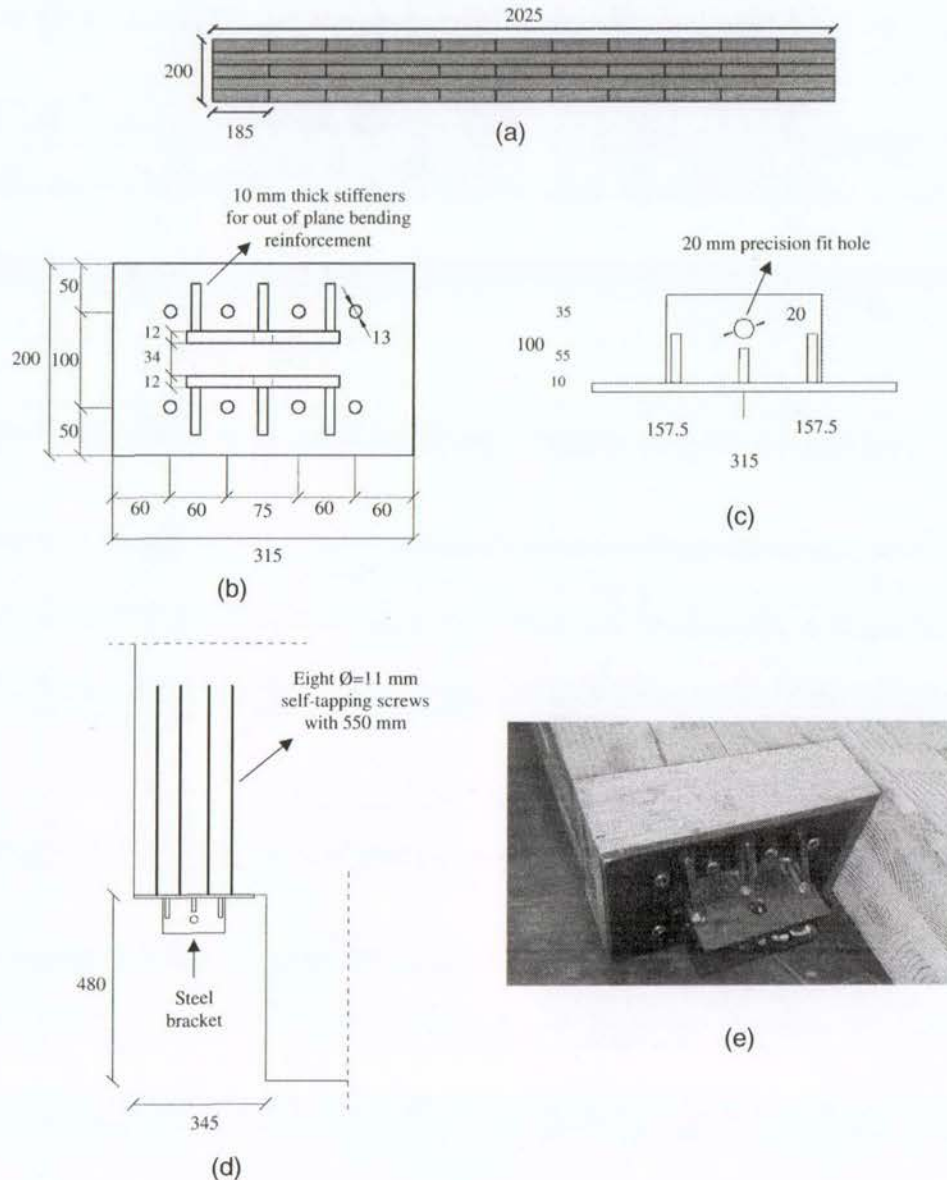 2025
200
185
(a)
10 mm thick stiffeners
for out of plane bending
reinforcement
50
12
13
200
100
34
12
50
60
60
75
60
60
315
(b)
20 mm precision fit hole
35
20
100
55
10
157.5
157.5
315
(c)
Eight Ø=11 mm
self-tapping screws
with 550 mm
480
Steel
bracket
345
(d)
(e)